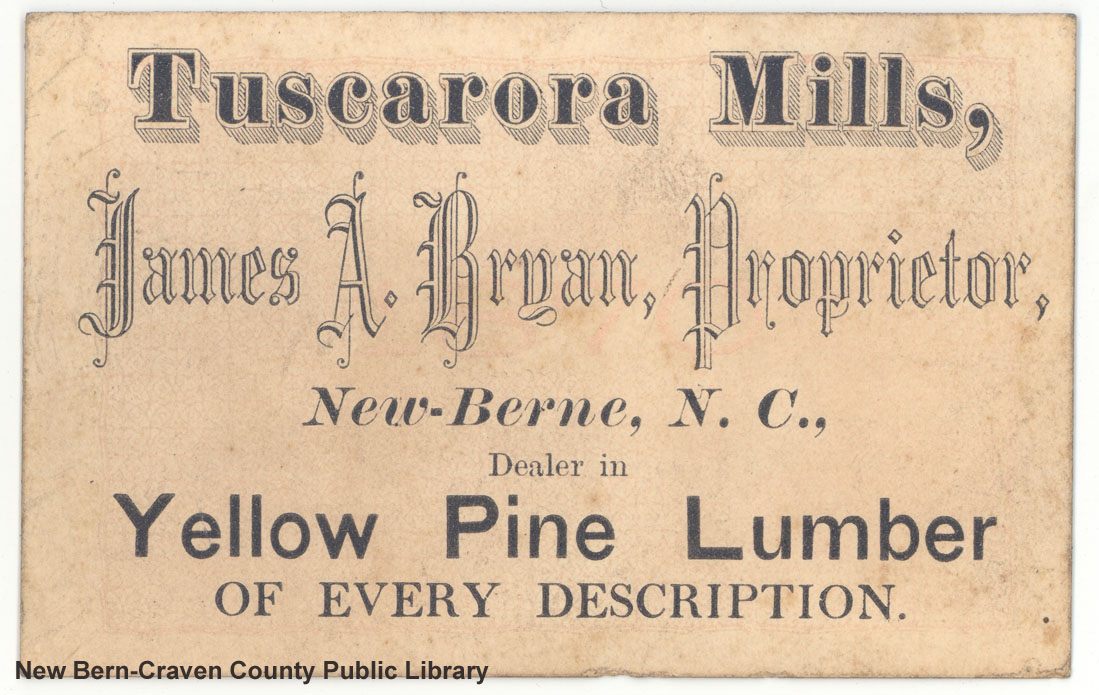 Tuscarora Mills,
James A. Bryan, Proprietor,
New-Berne, N. C.,
Dealer in
Yellow Pine Lumber
OF EVERY DESCRIPTION.
New Bern-Craven County Public Library